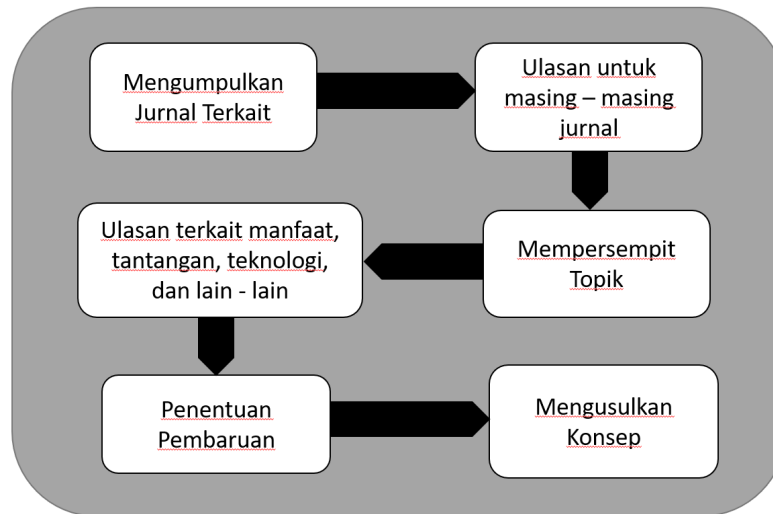 Mengumpulkan
Jurnal Terkait
Ulasan untuk
masing – masing
jurnal
Mempersempit
Topik
Ulasan terkait manfaat,
tantangan, teknologi,
dan lain - lain
Penentuan
Pembaruan
Mengusulkan
Konsep